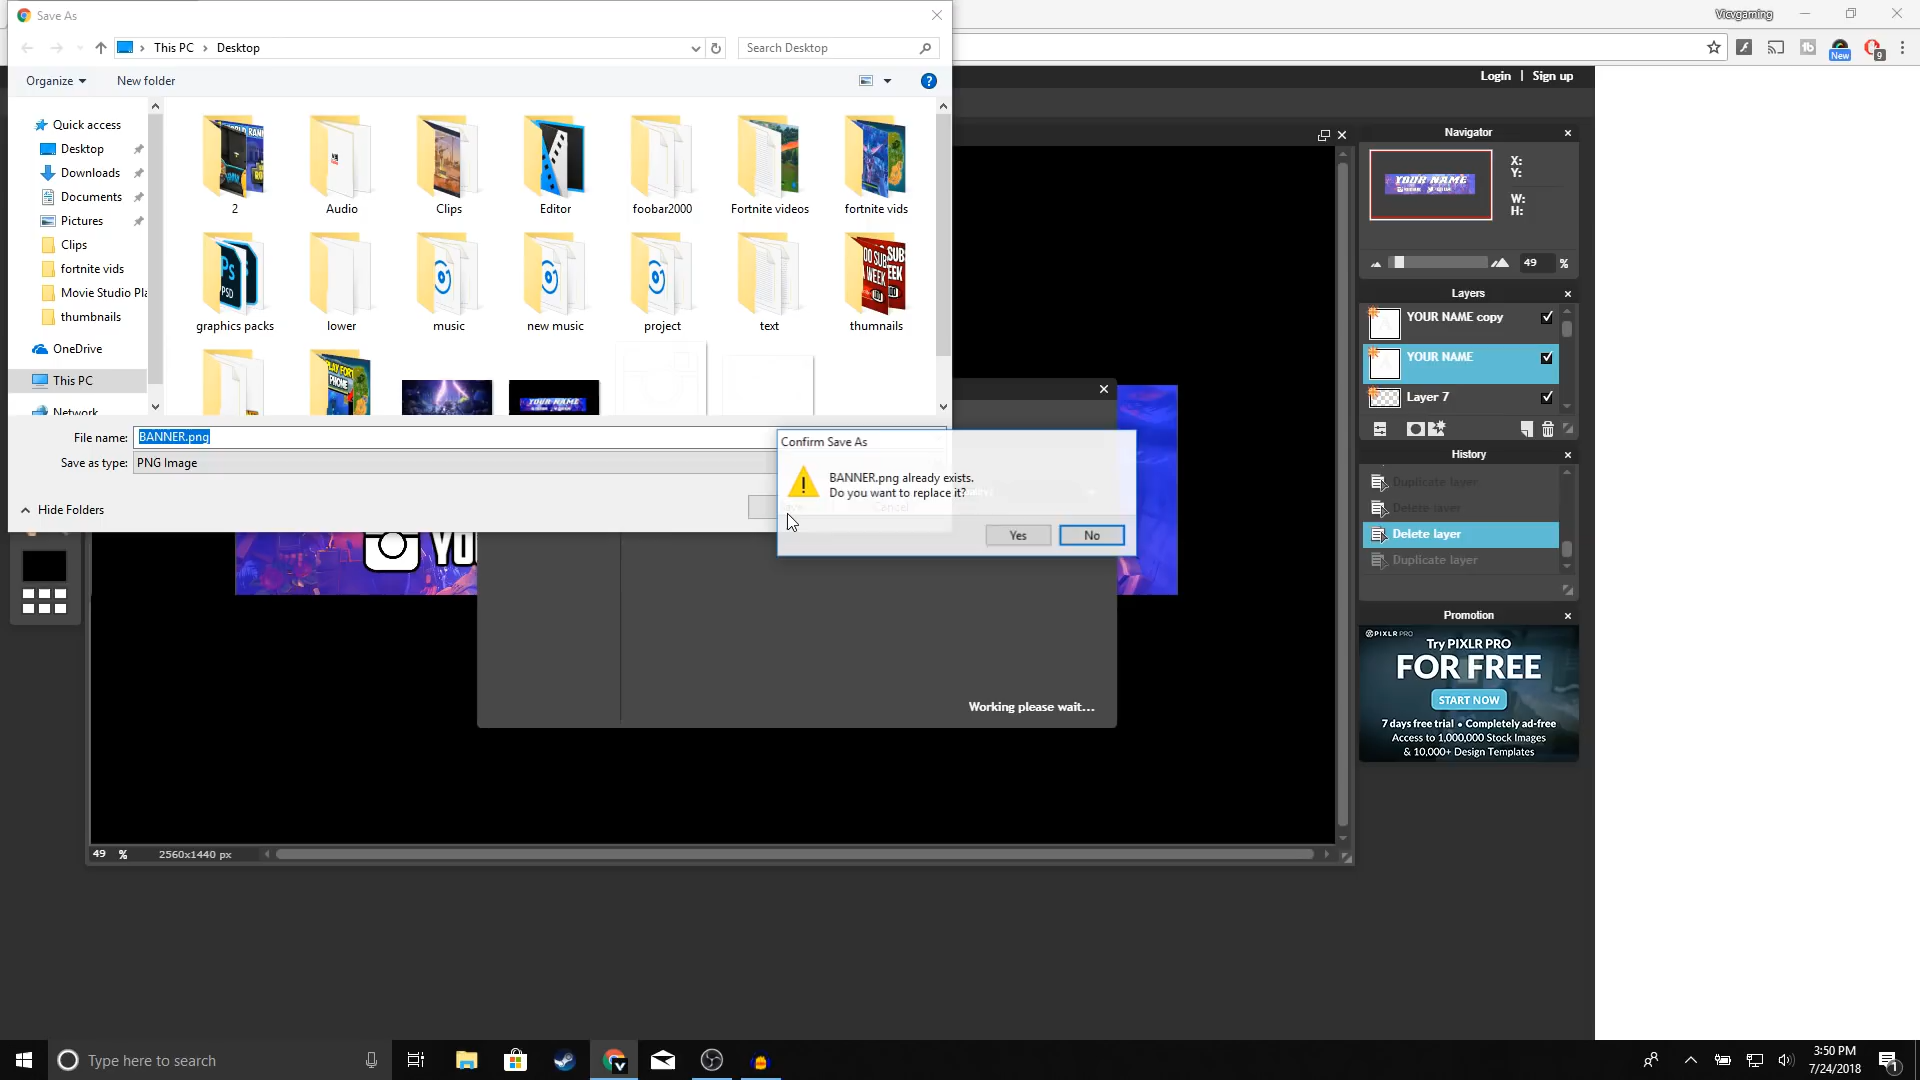 Save As
Vicvgaming
This PC
Desktop
Search Desktop
Organize
New folder
?
New
9
Login | Sign up
Quick access
Desktop
Downloads
Documents
Pictures
Clips
fortnite vids
Movie Studio Pl
thumbnails
OneDrive
This PC
Network
2
Audio
Clips
Editor
foobar2000
Fortnite videos
fortnite vids
graphics packs
lower
music
new music
project
text
thumnails
File name: BANNER.png
Save as type: PNG Image
Hide Folders
Confirm Save As
BANNER.png already exists.
Do you want to replace it?
Yes
No
Cancel
Working please wait...
Navigator
YOUR NAME
X:
Y:
W:
H:
49 %
Layers
YOUR NAME copy
YOUR NAME
Layer 7
History
Duplicate layer
Delete layer
Delete layer
Duplicate layer
Promotion
PIXLR PRO
Try PIXLR PRO
FOR FREE
START NOW
7 days free trial • Completely ad-free
Access to 1,000,000 Stock Images
& 10,000+ Design Templates
49 %
2560x1440 px
Type here to search
3:50 PM
7/24/2018
1